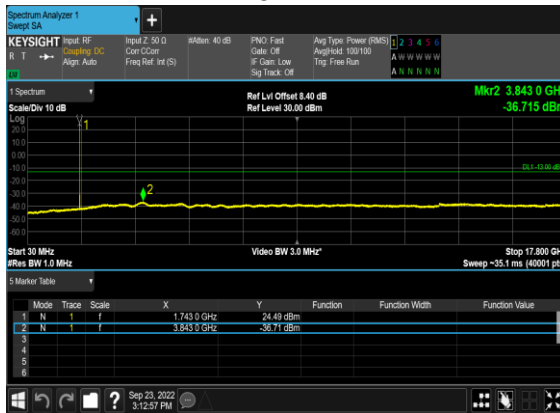 Spectrum Analyzer 1
Swept SA
KEYSIGHT Input: RF Input Z: 50 Ω #Atten: 40 dB PNO: Fast Avg Type: Power (RMS) 1 2 3 4 5 6
R T Coupling: DC Corr CCorr Gate: Off Avg|Hold: 100/100 A W W W W W
Align: Auto Freq Ref: Int (S) IF Gain: Low Trig: Free Run
Sig Track: Off A N N N N N
1 Spectrum
Ref Lvl Offset 8.40 dB Mkr2 3.843 0 GH
Scale/Div 10 dB Ref Level 30.00 dBm -36.715 dBr
Log
20.0 1
10.0
0.00
-10.0
DL1 -13.00 dB
-20.0
-30.0 2
-40.0
-50.0
-60.0
Start 30 MHz Video BW 3.0 MHz* Stop 17.800 GH
#Res BW 1.0 MHz Sweep ~35.1 ms (40001 pt
5 Marker Table
Mode Trace Scale X Y Function Function Width Function Value
1 N 1 f 1.743 0 GHz 24.49 dBm
2 N 1 f 3.843 0 GHz -36.71 dBm
3
4
5
6
Sep 23, 2022
3:12:57 PM